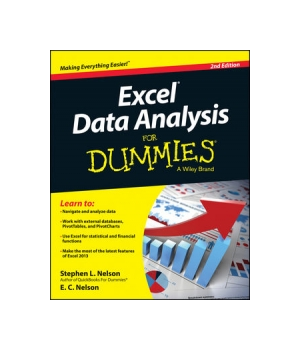 Making Everything Easier!™
2nd Edition
Excel®
Data Analysis
FOR
DUMMIES®
A Wiley Brand
Learn to:
• Navigate and analyze data
• Work with external databases,
PivotTables, and PivotCharts
• Use Excel for statistical and financial
functions
• Make the most of the latest features
of Excel 2013
Stephen L. Nelson
Author of QuickBooks For Dummies®
E. C. Nelson